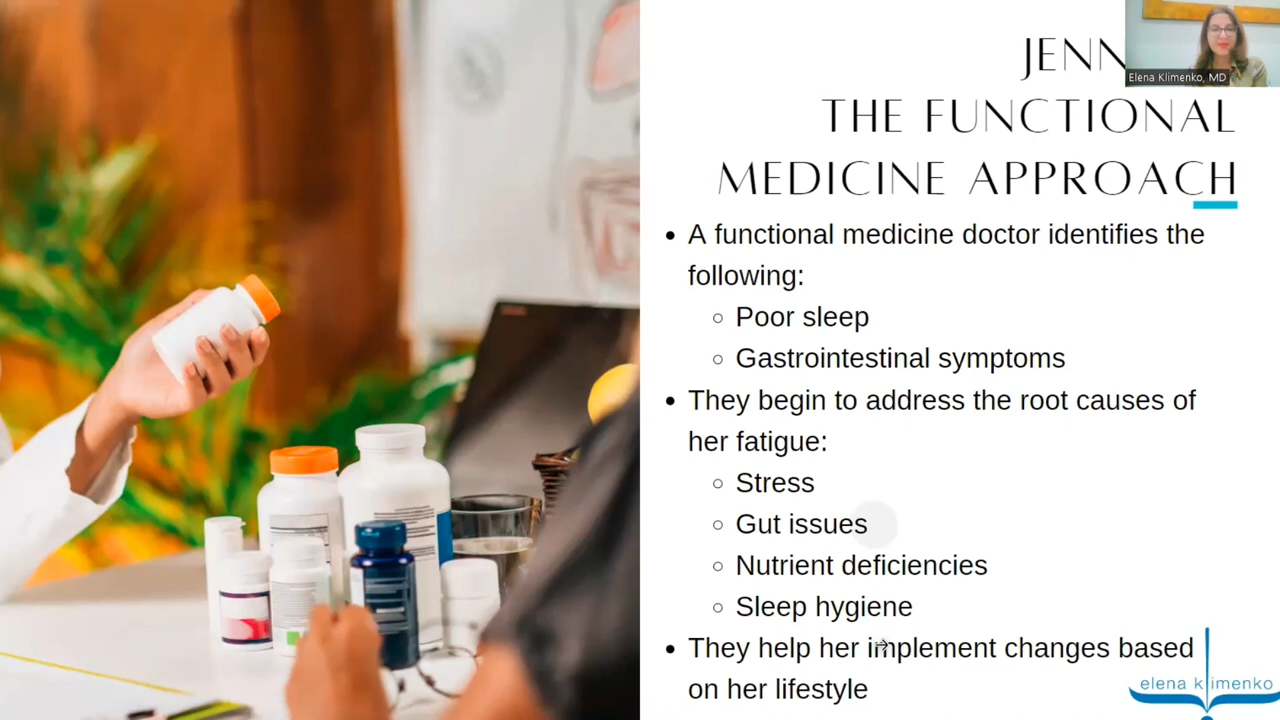 JENN
Elena Klimenko, MD
THE FUNCTIONAL
MEDICINE APPROACH
• A functional medicine doctor identifies the
following:
○ Poor sleep
○ Gastrointestinal symptoms
• They begin to address the root causes of
her fatigue:
○ Stress
○ Gut issues
○ Nutrient deficiencies
○ Sleep hygiene
• They help her implement changes based
on her lifestyle
elena klimenko